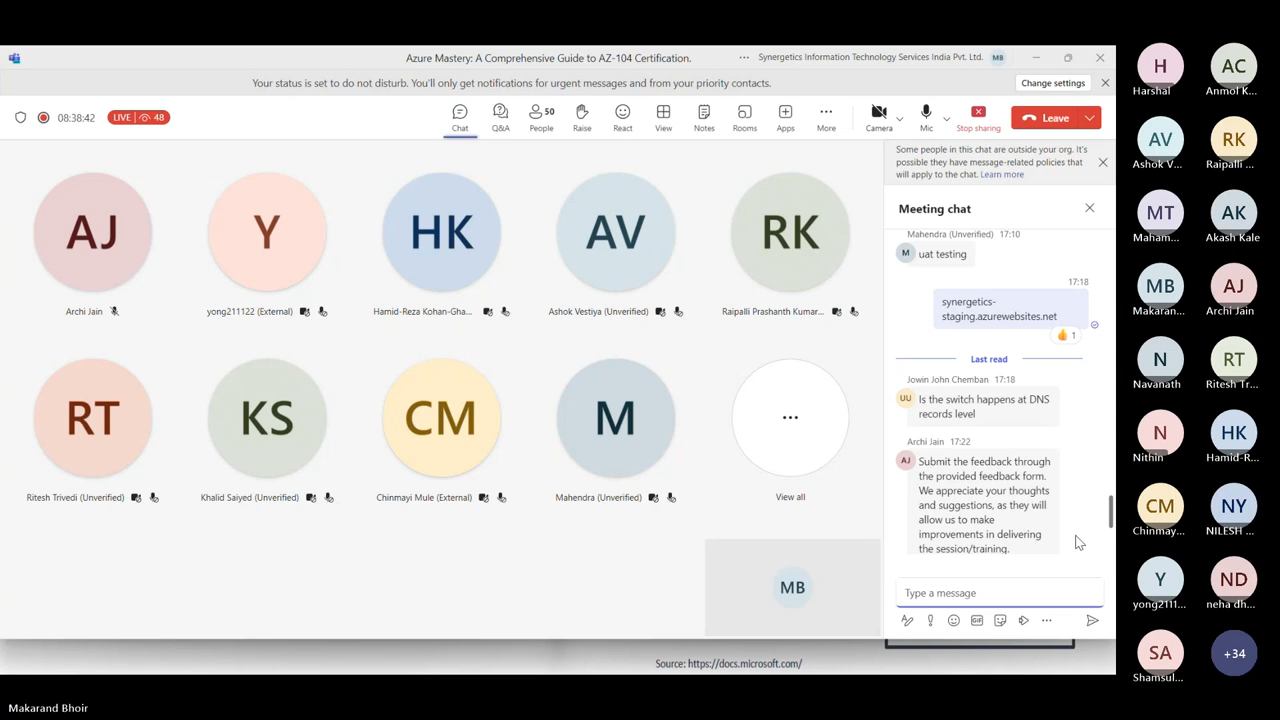 Azure Mastery: A Comprehensive Guide to AZ-104 Certification.
Synergetics Information Technology Services India Pvt. Ltd.
MB
Your status is set to do not disturb. You'll only get notifications for urgent messages and from your priority contacts.
Change settings
08:38:42
LIVE
48
Chat
Q&A
50
People
Raise
React
View
Notes
Rooms
Apps
More
Camera
Mic
Stop sharing
Leave
AJ
Archi Jain
Y
yong211122 (External)
HK
Hamid-Reza Kohan-Gha...
AV
Ashok Vestiya (Unverified)
RK
Raipalli Prashanth Kumar...
RT
Ritesh Trivedi (Unverified)
KS
Khalid Saiyed (Unverified)
CM
Chinmayi Mule (External)
M
Mahendra (Unverified)
...
View all
MB
Some people in this chat are outside your org. It's
possible they have message-related policies that
will apply to the chat. Learn more
Meeting chat
Mahendra (Unverified) 17:10
M
uat testing
17:18
synergetics-
staging.azurewebsites.net
1
Last read
Jowin John Chemban 17:18
UU
Is the switch happens at DNS
records level
Archi Jain 17:22
AJ
Submit the feedback through
the provided feedback form.
We appreciate your thoughts
and suggestions, as they will
allow us to make
improvements in delivering
the session/training.
Type a message
GIF
Source: https://docs.microsoft.com/
H
Harshal
AC
Anmol K...
AV
Ashok V...
RK
Raipalli ...
MT
Maham...
AK
Akash Kale
MB
Makaran...
AJ
Archi Jain
N
Navanath
RT
Ritesh Tr...
N
Nithin
HK
Hamid-R...
CM
Chinmay...
NY
NILESH ...
Y
yong2111...
ND
neha dh...
SA
Shamsul...
+34
Makarand Bhoir